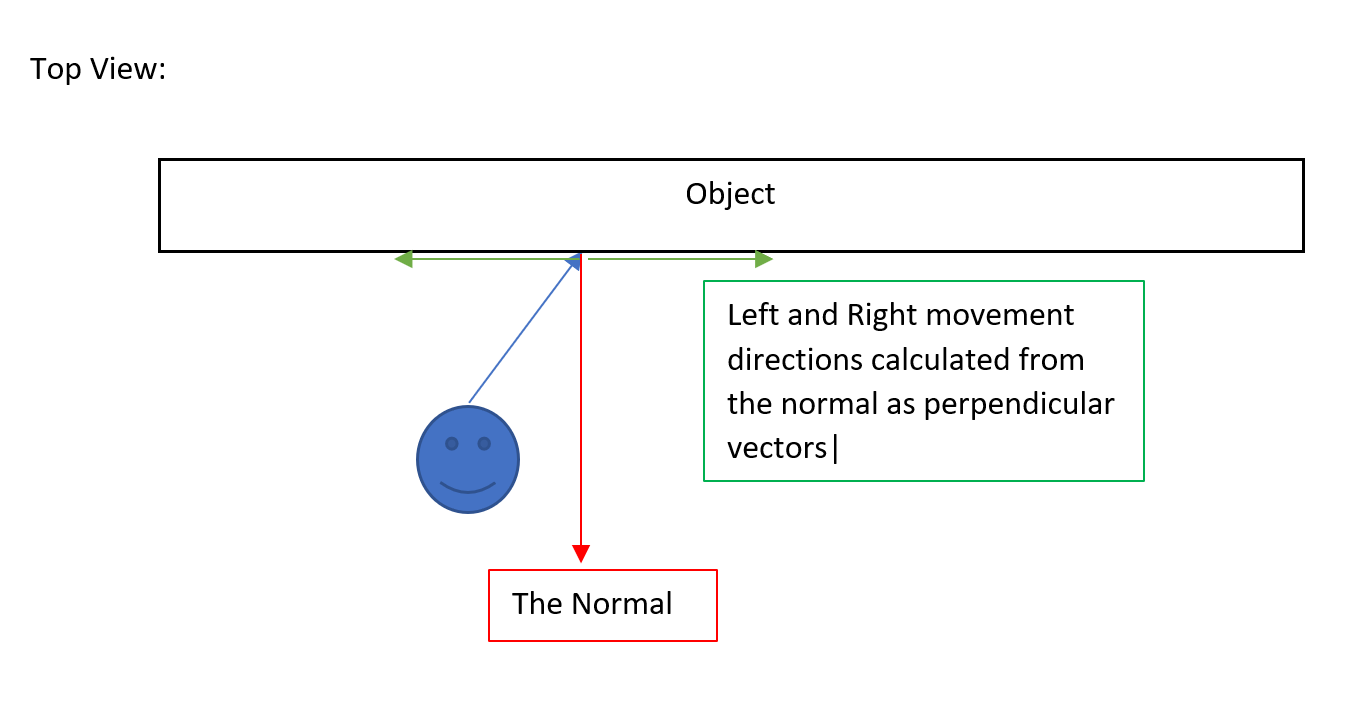 Top View:
Object
Left and Right movement
directions calculated from
the normal as perpendicular
vectors
The Normal